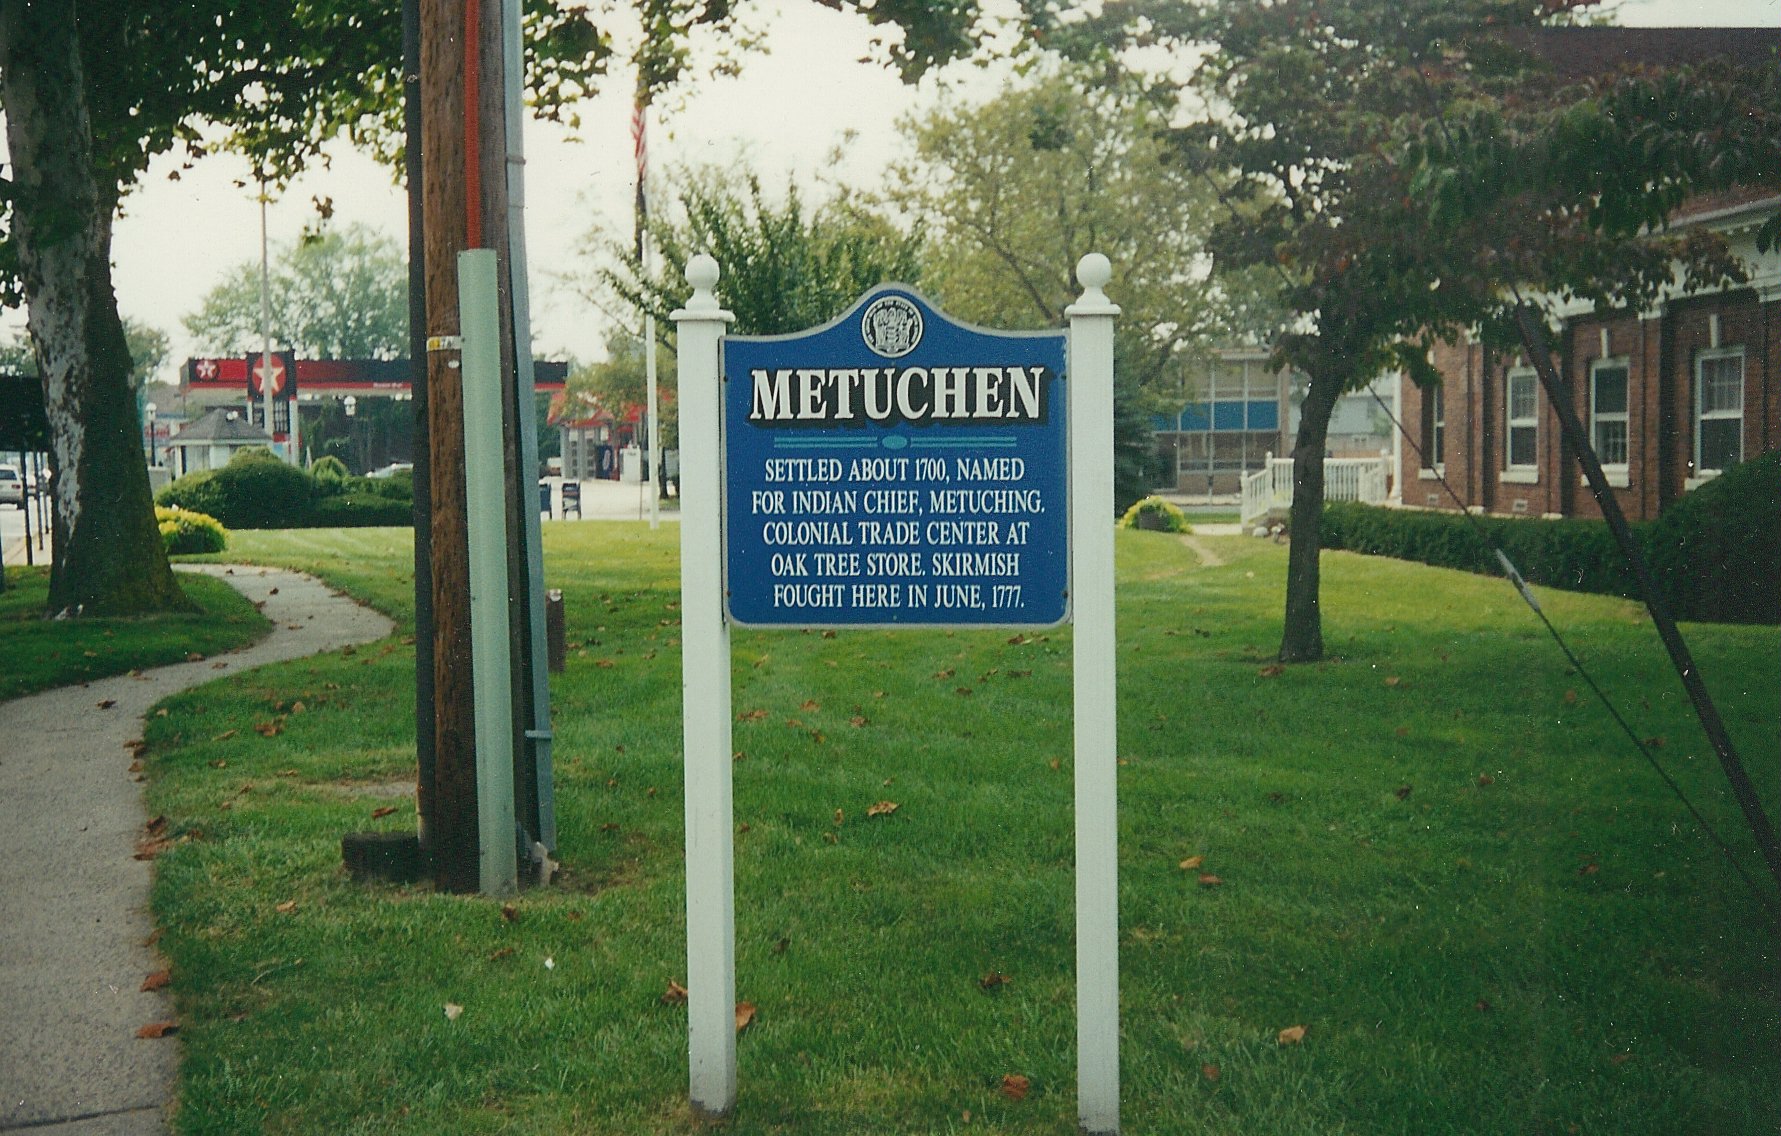 METUCHEN
SETTLED ABOUT 1700, NAMED
FOR INDIAN CHIEF, METUCHING.
COLONIAL TRADE CENTER AT
OAK TREE STORE. SKIRMISH
FOUGHT HERE IN JUNE, 1777.